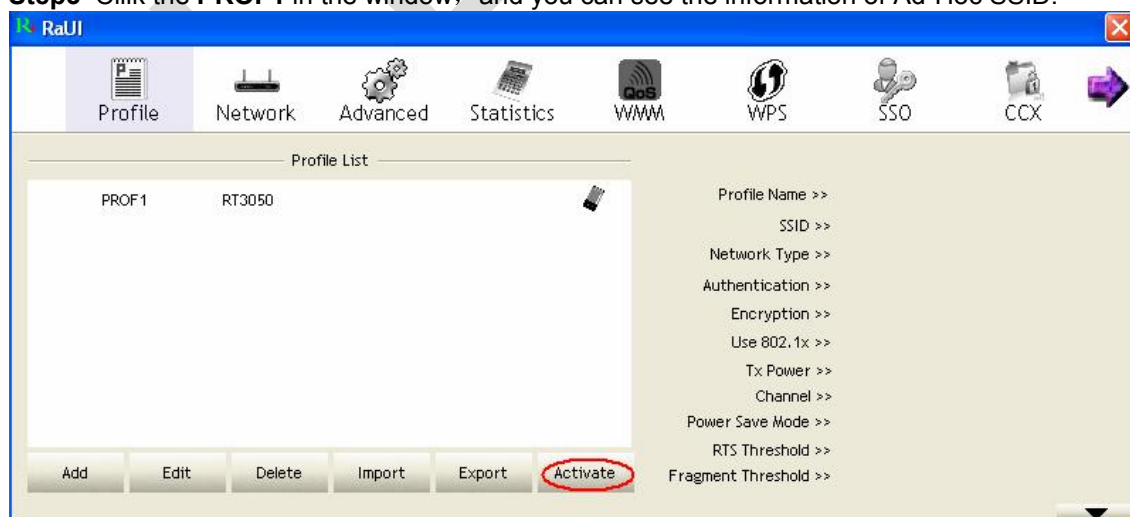 the PROF1 in the window，and you can see the information of Ad-Hoc SSID.
RaUI
Profile Network Advanced Statistics QoS WMM WPS SSO CCX
Profile List
PROF1 RT3050
Profile Name >>
SSID >>
Network Type >>
Authentication >>
Encryption >>
Use 802.1x >>
Tx Power >>
Channel >>
Power Save Mode >>
RTS Threshold >>
Fragment Threshold >>
Add Edit Delete Import Export Activate